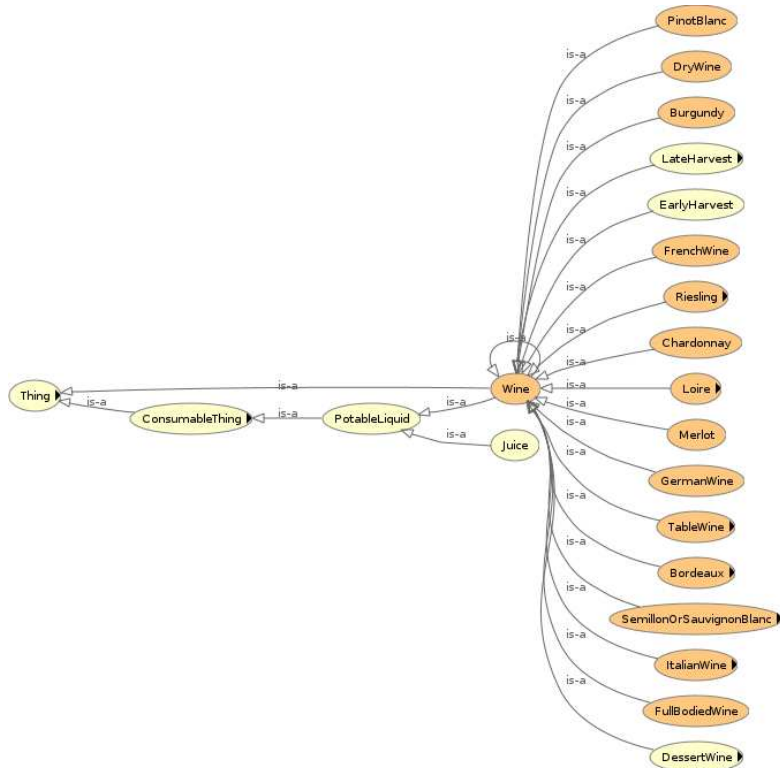 PinotBlanc
is-a
DryWine
is-a
Burgundy
is-a
LateHarvest
is-a
EarlyHarvest
is-a
FrenchWine
is-a
Riesling
is-a
is-a
Chardonnay
is-a
Thing
is-a
Wine
is-a
Loire
is-a
is-a
ConsumableThing
is-a
PotableLiquid
is-a
is-a
Merlot
is-a
Juice
is-a
GermanWine
is-a
TableWine
is-a
Bordeaux
is-a
SemillonOrSauvignonBlanc
is-a
ItalianWine
is-a
FullBodiedWine
DessertWine